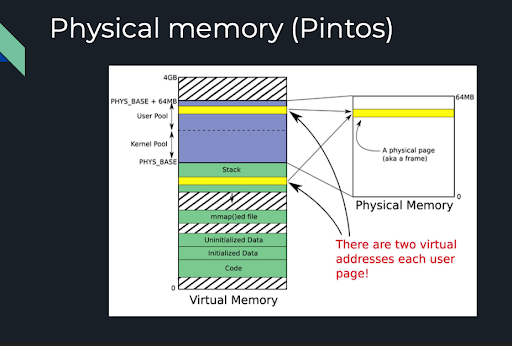 Physical memory (Pintos)
4GB
PHYS_BASE + 64MB
User Pool
Kernel Pool
PHYS_BASE
Stack
mmap()ed file
Uninitialized Data
Initialized Data
Code
0
Virtual Memory
64MB
A physical page
(aka a frame)
0
Physical Memory
There are two virtual
addresses each user
page!